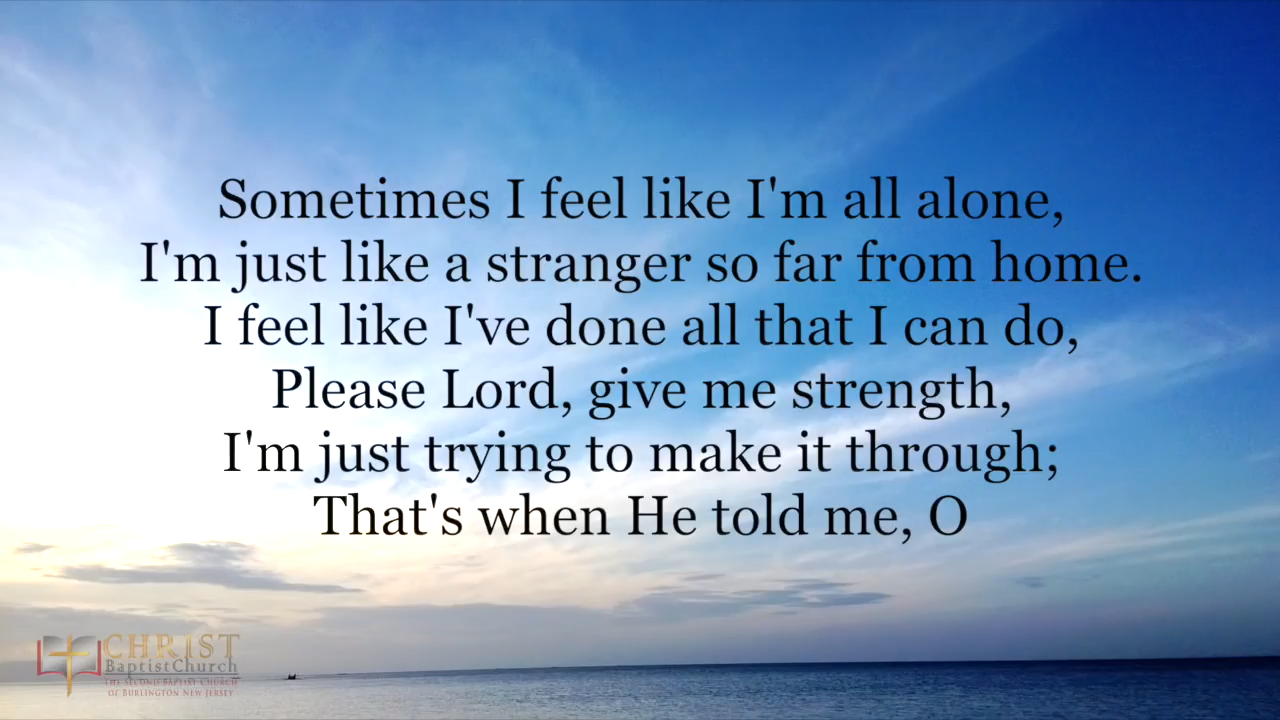 Sometimes I feel like I'm all alone,
I'm just like a stranger so far from home.
I feel like I've done all that I can do,
Please Lord, give me strength,
I'm just trying to make it through;
That's when He told me, O
CHRIST
BaptistChurch
THE SECOND BAPTIST CHURCH
OF BURLINGTON NEW JERSEY